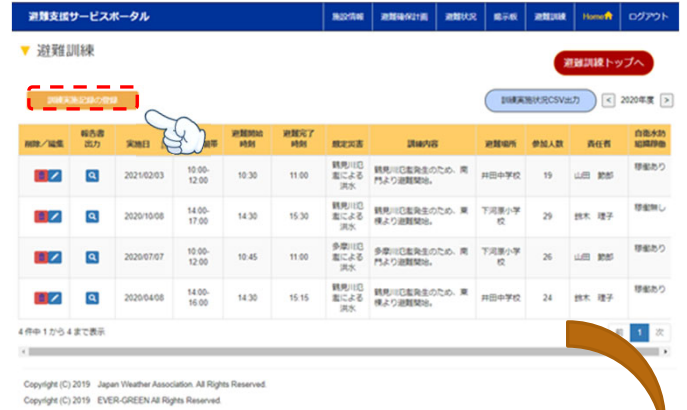 避難支援サービスポータル 施設情報 避難確保計画 避難状況 掲示板 避難訓練 Home ログアウト
▼ 避難訓練
避難訓練トップへ
訓練実施記録の登録
訓練実施状況CSV出力 < 2020年度 >
削除／編集 報告書出力 実施日 帯 避難開始時刻 避難完了時刻 想定災害 訓練内容 避難場所 参加人数 責任者 自衛水防組織稼働
2021/02/03 10:00-12:00 10:30 11:00 鶴見川氾濫による洪水 鶴見川氾濫発生のため、南門より避難開始。 井田中学校 19 山田 稼働あり
2020/10/08 14:00-17:00 14:30 15:30 鶴見川氾濫による洪水 鶴見川氾濫発生のため、東棟より避難開始。 下河原小学校 29 鈴木 理子 稼働無し
2020/07/07 10:00-12:00 10:45 11:00 多摩川氾濫による洪水 多摩川氾濫発生のため、南門より避難開始。 下河原小学校 26 山田 稼働あり
2020/04/08 14:00-16:00 14:30 15:15 鶴見川氾濫による洪水 鶴見川氾濫発生のため、東棟より避難開始。 井田中学校 24 鈴木 理子 稼働あり
4 件中 1 から 4 まで表示 前 1 次
Copyright (C) 2019 Japan Weather Association. All Rights Reserved.
Copyright (C) 2019 EVER-GREEN All Rights Reserved.